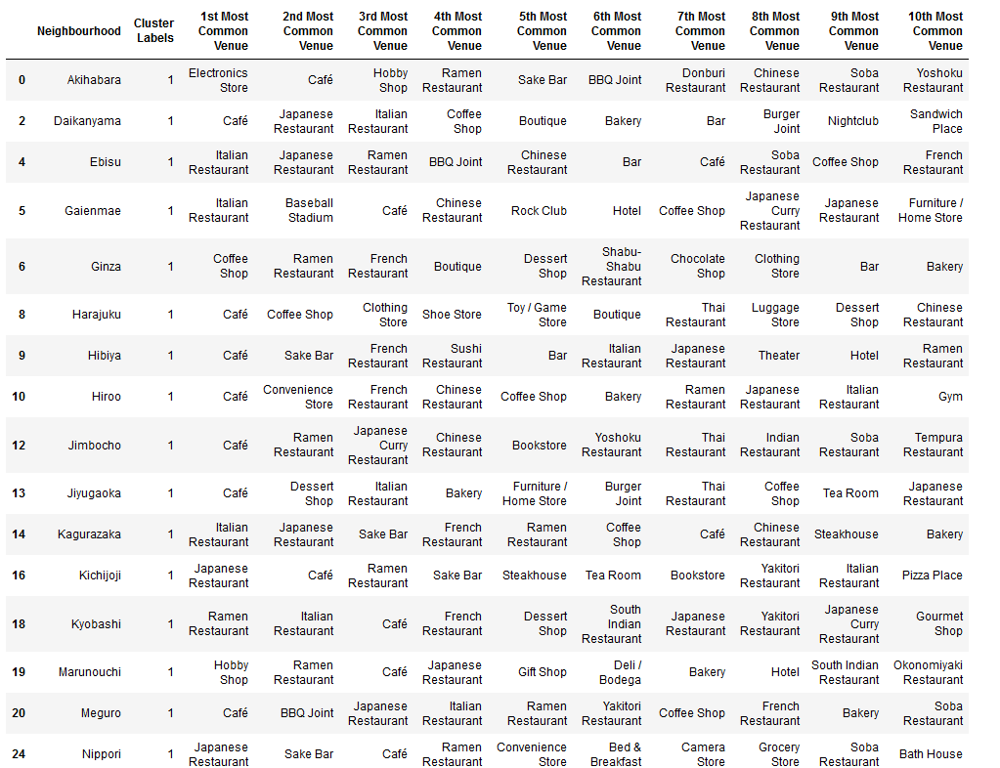 Neighbourhood Cluster Labels 1st Most Common Venue 2nd Most Common Venue 3rd Most Common Venue 4th Most Common Venue 5th Most Common Venue 6th Most Common Venue 7th Most Common Venue 8th Most Common Venue 9th Most Common Venue 10th Most Common Venue
0 Akihabara 1 Electronics Store Café Hobby Shop Ramen Restaurant Sake Bar BBQ Joint Donburi Restaurant Chinese Restaurant Soba Restaurant Yoshoku Restaurant
2 Daikanyama 1 Café Japanese Restaurant Italian Restaurant Coffee Shop Boutique Bakery Bar Burger Joint Nightclub Sandwich Place
4 Ebisu 1 Italian Restaurant Japanese Restaurant Ramen Restaurant BBQ Joint Chinese Restaurant Bar Café Soba Restaurant Coffee Shop French Restaurant
5 Gaienmae 1 Italian Restaurant Baseball Stadium Café Chinese Restaurant Rock Club Hotel Coffee Shop Japanese Curry Restaurant Japanese Restaurant Furniture / Home Store
6 Ginza 1 Coffee Shop Ramen Restaurant French Restaurant Boutique Dessert Shop Shabu-Shabu Restaurant Chocolate Shop Clothing Store Bar Bakery
8 Harajuku 1 Café Coffee Shop Clothing Store Shoe Store Toy / Game Store Boutique Thai Restaurant Luggage Store Dessert Shop Chinese Restaurant
9 Hibiya 1 Café Sake Bar French Restaurant Sushi Restaurant Bar Italian Restaurant Japanese Restaurant Theater Hotel Ramen Restaurant
10 Hiroo 1 Café Convenience Store French Restaurant Chinese Restaurant Coffee Shop Bakery Ramen Restaurant Japanese Restaurant Italian Restaurant Gym
12 Jimbocho 1 Café Ramen Restaurant Japanese Curry Restaurant Chinese Restaurant Bookstore Yoshoku Restaurant Thai Restaurant Indian Restaurant Soba Restaurant Tempura Restaurant
13 Jiyugaoka 1 Café Dessert Shop Italian Restaurant Bakery Furniture / Home Store Burger Joint Thai Restaurant Coffee Shop Tea Room Japanese Restaurant
14 Kagurazaka 1 Italian Restaurant Japanese Restaurant Sake Bar French Restaurant Ramen Restaurant Coffee Shop Café Chinese Restaurant Steakhouse Bakery
16 Kichijoji 1 Japanese Restaurant Café Ramen Restaurant Sake Bar Steakhouse Tea Room Bookstore Yakitori Restaurant Italian Restaurant Pizza Place
18 Kyobashi 1 Ramen Restaurant Italian Restaurant Café French Restaurant Dessert Shop South Indian Restaurant Japanese Restaurant Yakitori Restaurant Japanese Curry Restaurant Gourmet Shop
19 Marunouchi 1 Hobby Shop Ramen Restaurant Café Japanese Restaurant Gift Shop Deli / Bodega Bakery Hotel South Indian Restaurant Okonomiyaki Restaurant
20 Meguro 1 Café BBQ Joint Japanese Restaurant Italian Restaurant Ramen Restaurant Yakitori Restaurant Coffee Shop French Restaurant Bakery Soba Restaurant
24 Nippori 1 Japanese Restaurant Sake Bar Café Ramen Restaurant Convenience Store Bed & Breakfast Camera Store Grocery Store Soba Restaurant Bath House